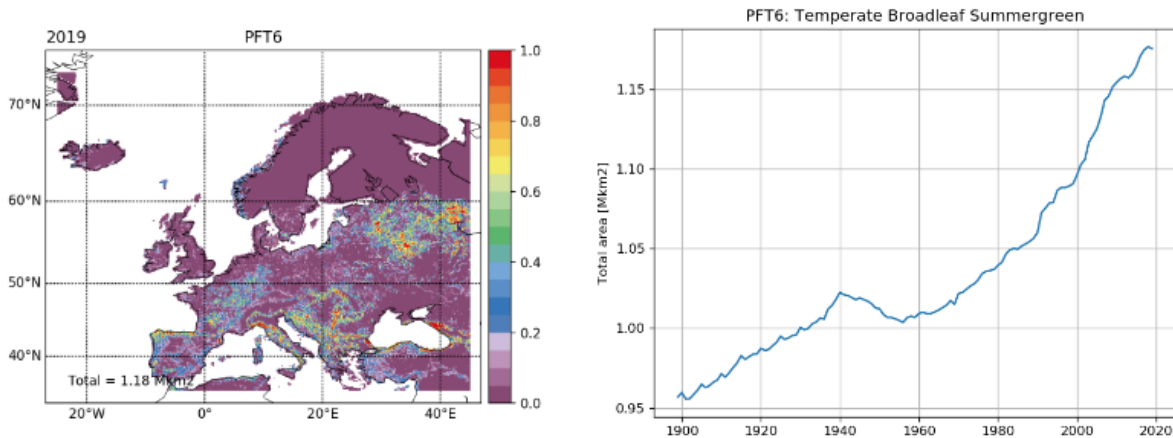 2019 PFT6
70°N
60°N
50°N
40°N
Total = 1.18 Mkm2
20°W 0° 20°E 40°E
1.0
0.8
0.6
0.4
0.2
0.0
PFT6: Temperate Broadleaf Summergreen
Total area [Mkm2]
1.15
1.10
1.05
1.00
0.95
1900 1920 1940 1960 1980 2000 2020